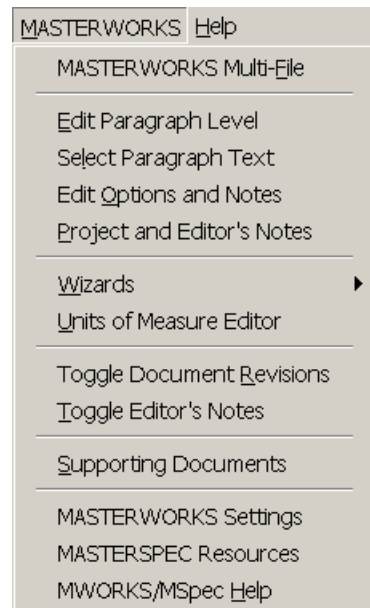 MASTERWORKS Help
MASTERWORKS Multi-File
Edit Paragraph Level
Select Paragraph Text
Edit Options and Notes
Project and Editor's Notes
Wizards
Units of Measure Editor
Toggle Document Revisions
Toggle Editor's Notes
Supporting Documents
MASTERWORKS Settings
MASTERSPEC Resources
MWORKS/MSpec Help